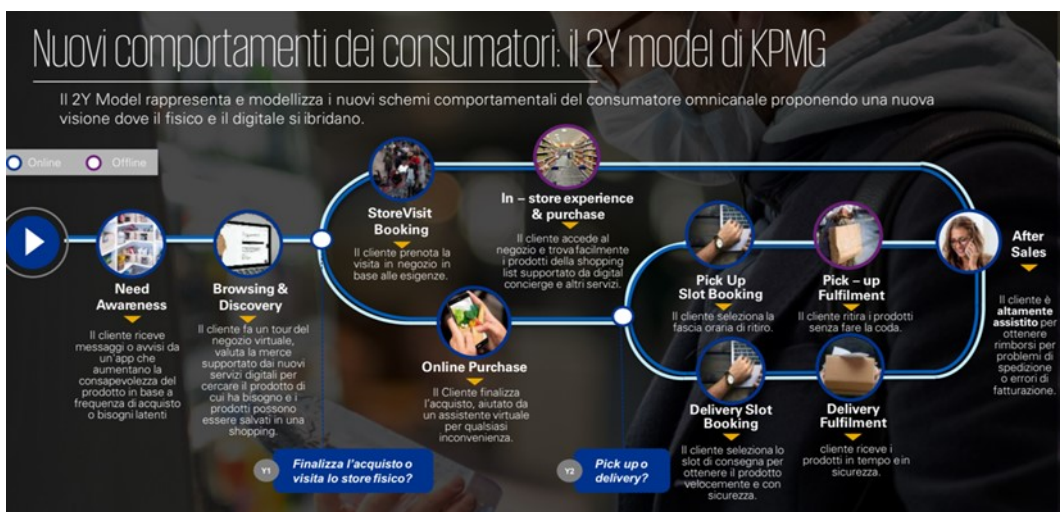 Nuovi comportamenti dei consumatori: il 2Y model di KPMG
Il 2Y Model rappresenta e modellizza i nuovi schemi comportamentali del consumatore omnicanale proponendo una nuova
visione dove il fisico e il digitale si ibridano.
Online
Offline
Need
Awareness
Il cliente riceve
messaggi o avvisi da
un'app che
aumentano la
consapevolezza del
prodotto in base a
frequenza di acquisto
o bisogni latenti
Browsing &
Discovery
Il cliente fa un tour del
negozio virtuale,
valuta la merce
supportato dai nuovi
servizi digitali per
cercare il prodotto di
cui ha bisogno e i
prodotti possono
essere salvati in una
shopping.
StoreVisit
Booking
Il cliente prenota la
visita in negozio in
base alle esigenze.
In – store experience
& purchase
Il cliente accede al
negozio e trova facilmente
i prodotti della shopping
list supportato da digital
concierge e altri servizi.
Online Purchase
Il Cliente finalizza
l'acquisto, aiutato da
un assistente virtuale
per qualsiasi
inconvenienza.
Pick Up
Slot Booking
Il cliente seleziona la
fascia oraria di ritiro.
Pick – up
Fulfilment
Il cliente ritira i prodotti
senza fare la coda.
Delivery Slot
Booking
Il cliente seleziona lo
slot di consegna per
ottenere il prodotto
velocemente e con
sicurezza.
Delivery
Fulfilment
cliente riceve i
prodotti in tempo e in
sicurezza.
After
Sales
Il cliente è
altamente
assistito per
ottenere
rimborsi per
problemi di
spedizione
o errori di
fatturazione.
Y1
Finalizza l'acquisto o
visita lo store fisico?
Y2
Pick up o
delivery?